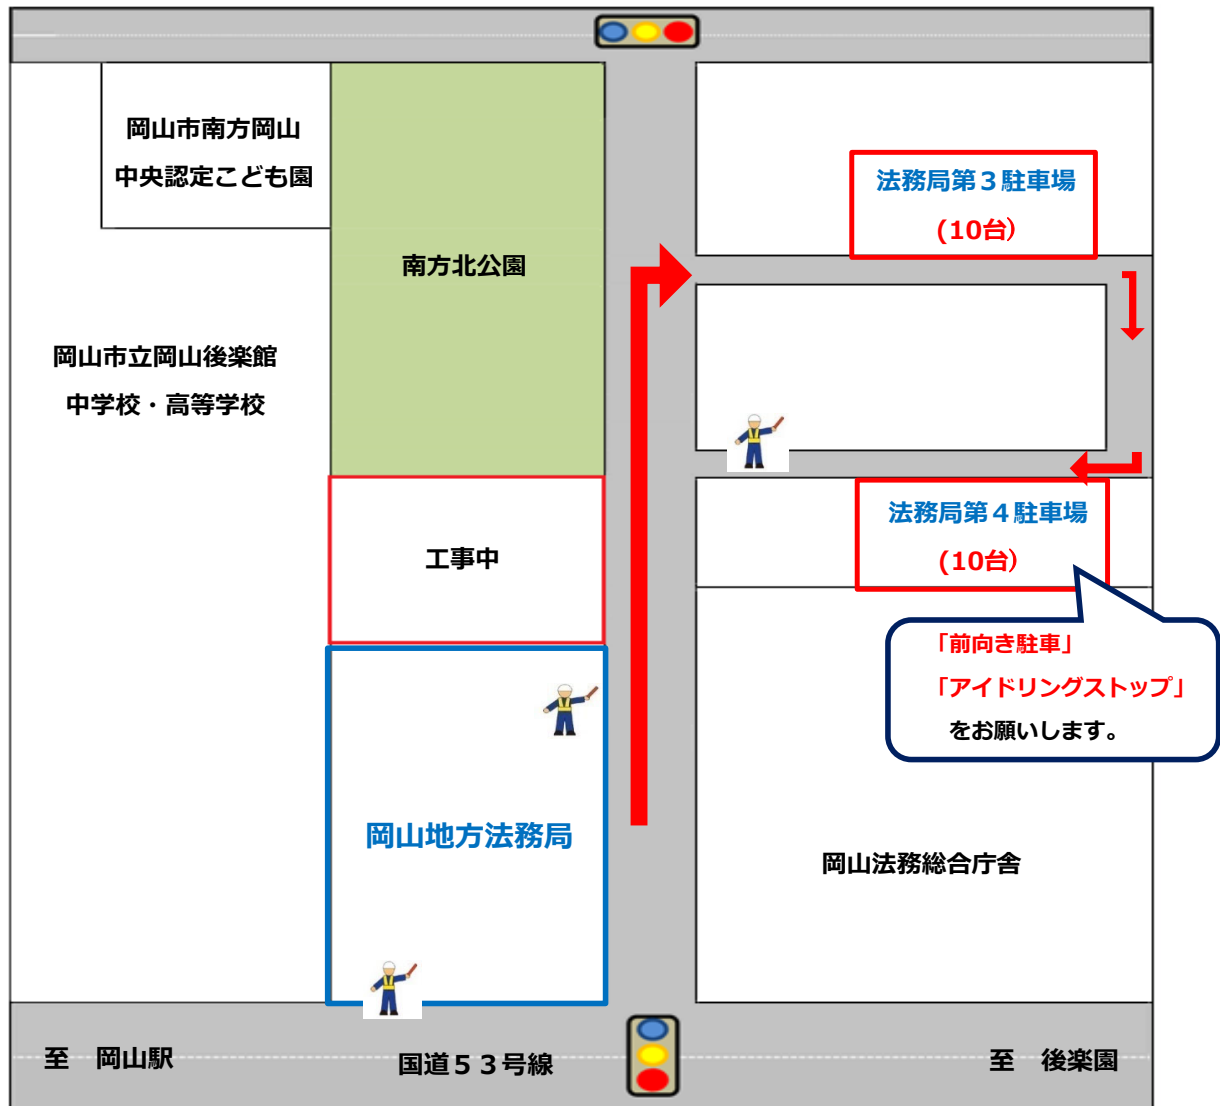 岡山市南方岡山
中央認定こども園
法務局第３駐車場
(10台）
南方北公園
岡山市立岡山後楽館
中学校・高等学校
法務局第４駐車場
(10台）
工事中
「前向き駐車」
「アイドリングストップ」
をお願いします。
岡山地方法務局
岡山法務総合庁舎
至　岡山駅
国道５３号線
至　後楽園